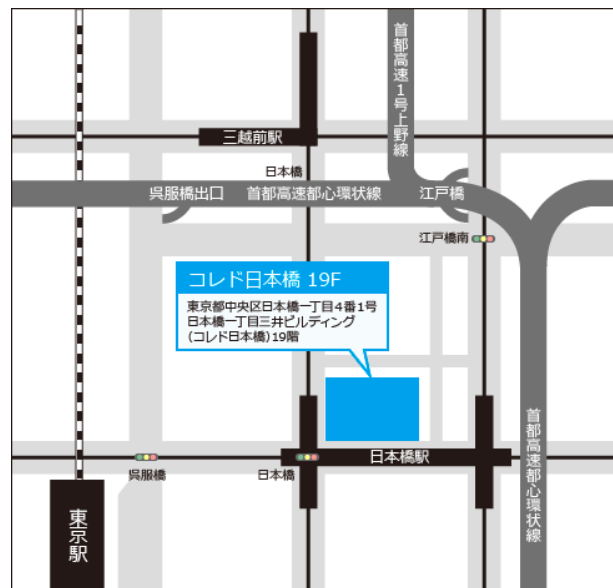 首都高速1号上野線
三越前駅
日本橋
呉服橋出口
首都高速都心環状線
江戸橋
江戸橋南
コレド日本橋 19F
東京都中央区日本橋一丁目4番1号
日本橋一丁目三井ビルディング
(コレド日本橋)19階
首都高速都心環状線
日本橋駅
呉服橋
日本橋
東京駅